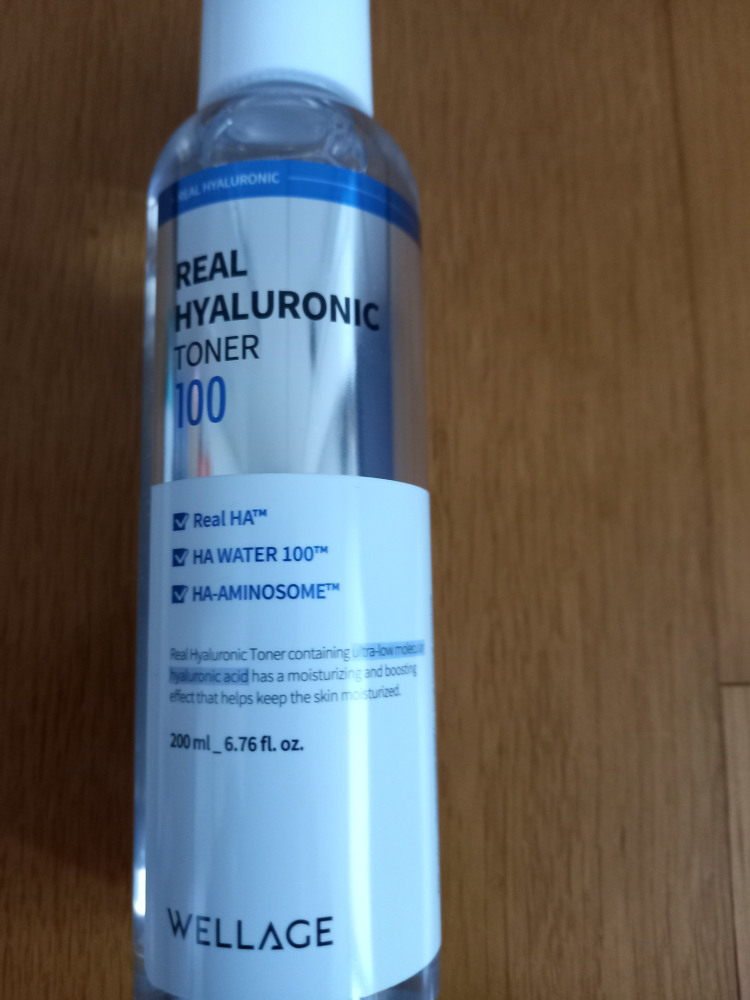 REAL HYALURONIC
REAL
HYALURONIC
TONER
100
Real HA™
HA WATER 100™
HA-AMINOSOME™
Real Hyaluronic Toner containing ultra-low molecular
hyaluronic acid has a moisturizing and boosting
effect that helps keep the skin moisturized.
200 ml _ 6.76 fl. oz.
WELLAGE